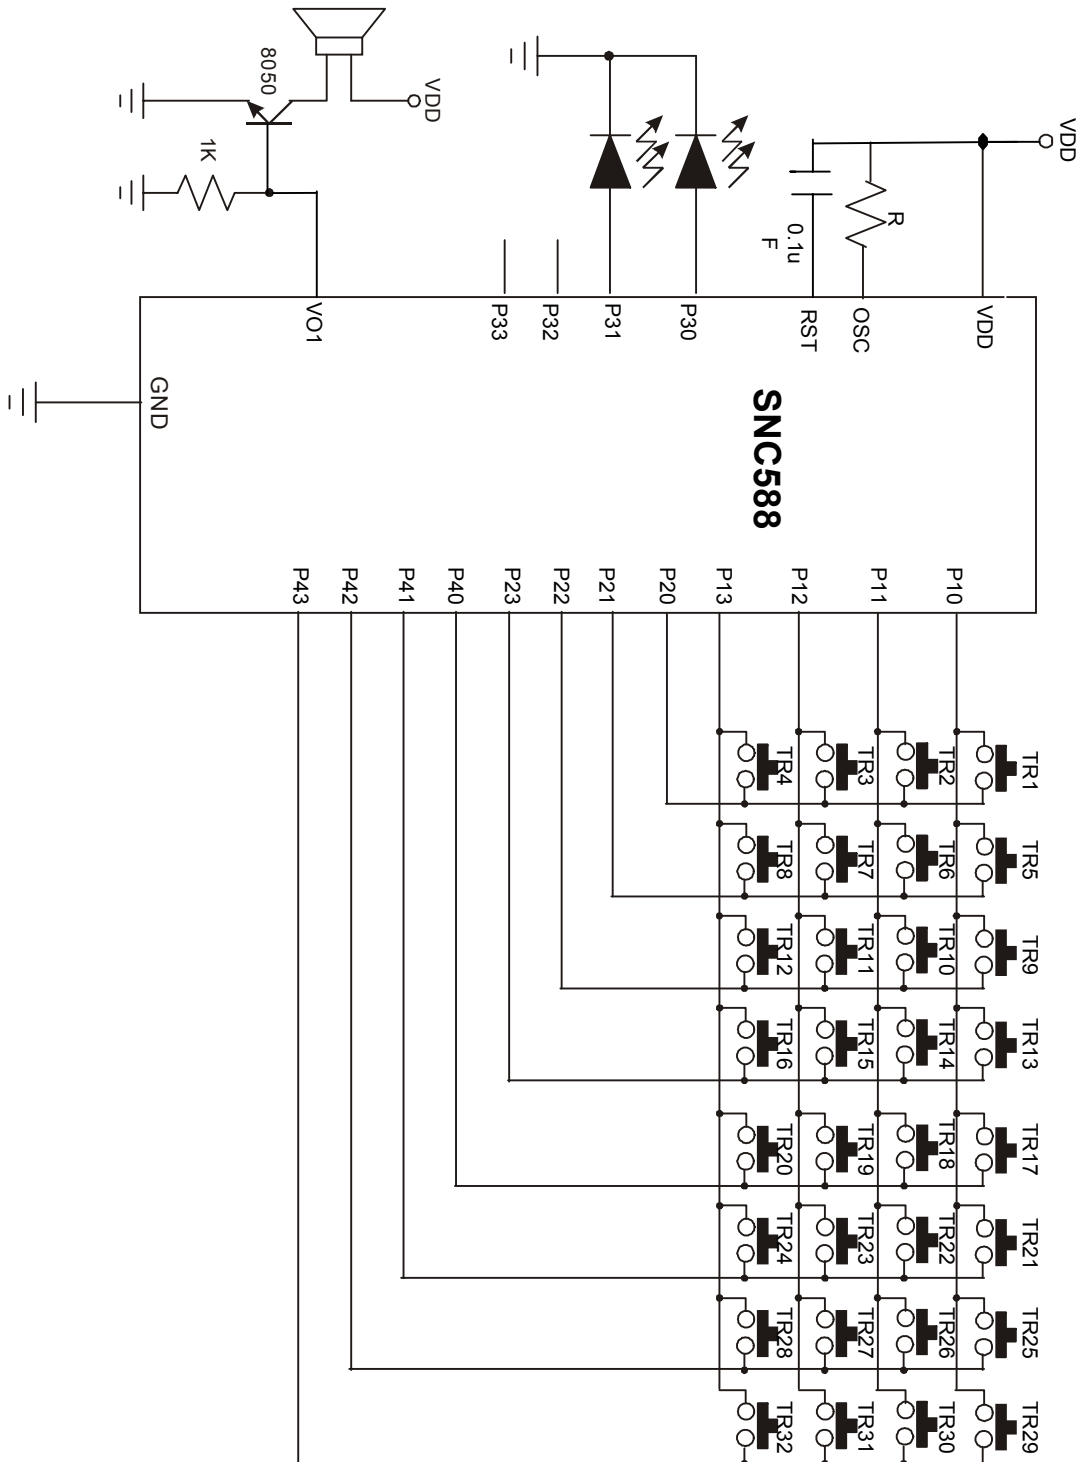 8050
VDD
1K
VDD
R
0.1u
F
VO1
P33
P32
P31
P30
RST
OSC
VDD
GND
SNC588
P43
P42
P41
P40
P23
P22
P21
P20
P13
P12
P11
P10
TR4
TR3
TR2
TR1
TR8
TR7
TR6
TR5
TR12
TR11
TR10
TR9
TR16
TR15
TR14
TR13
TR20
TR19
TR18
TR17
TR24
TR23
TR22
TR21
TR28
TR27
TR26
TR25
TR32
TR31
TR30
TR29